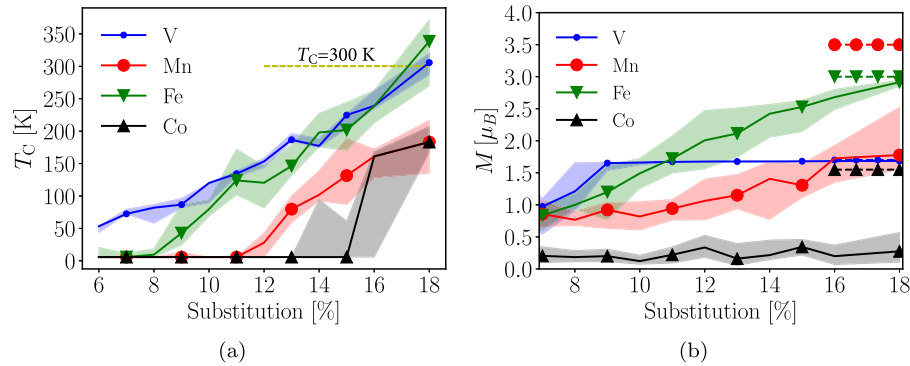 350
300
250
200
150
100
50
0
T_C [K]
V
Mn
Fe
Co
T_C=300 K
6 8 10 12 14 16 18
Substitution [%]
(a)
4.0
3.5
3.0
2.5
2.0
1.5
1.0
0.5
0.0
M [μ_B]
V
Mn
Fe
Co
8 10 12 14 16 18
Substitution [%]
(b)